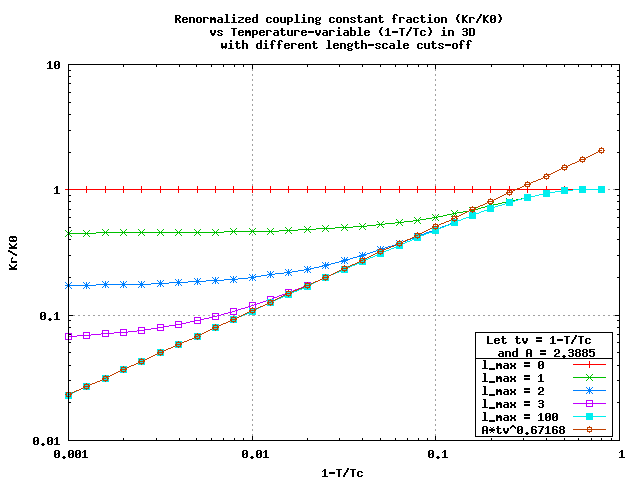 Renormalized coupling constant fraction (Kr/K0)
vs Temperature-variable (1-T/Tc) in 3D
with different length-scale cuts-off
10
1
0.1
0.01
Kr/K0
0.001
0.01
0.1
1
1-T/Tc
Let tv = 1-T/Tc
and A = 2.3885
l_max = 0
l_max = 1
l_max = 2
l_max = 3
l_max = 100
A*tv^0.67168